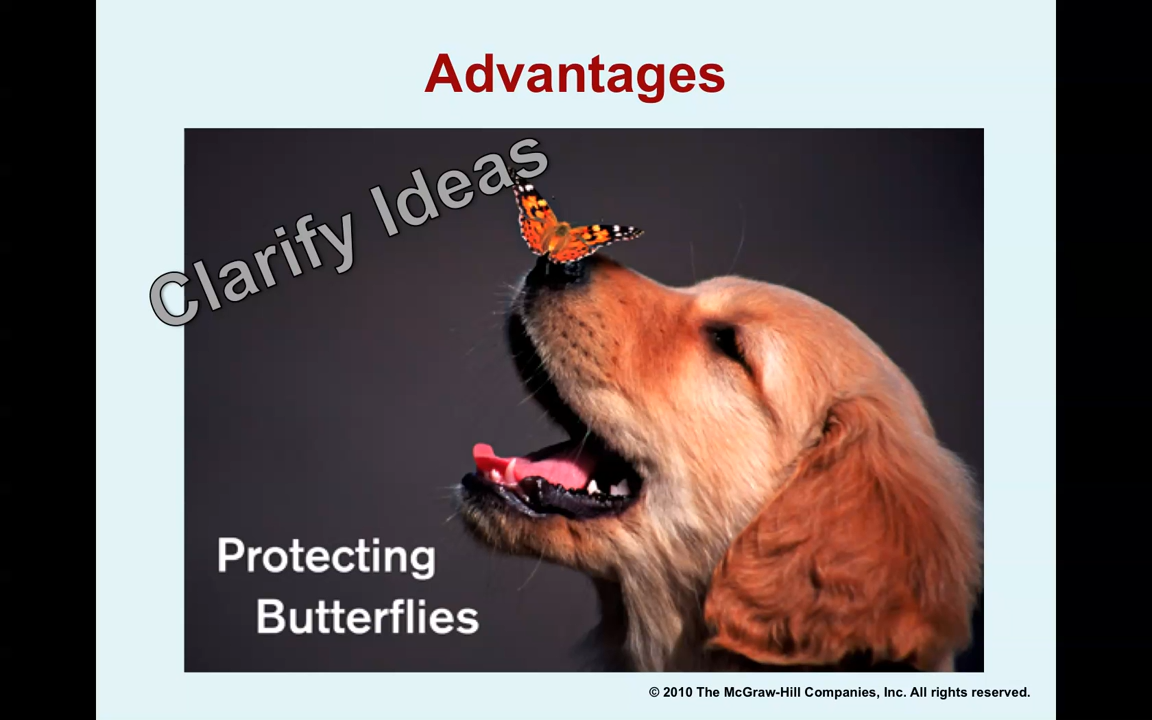 Advantages
Clarify Ideas
Protecting
Butterflies
© 2010 The McGraw-Hill Companies, Inc. All rights reserved.